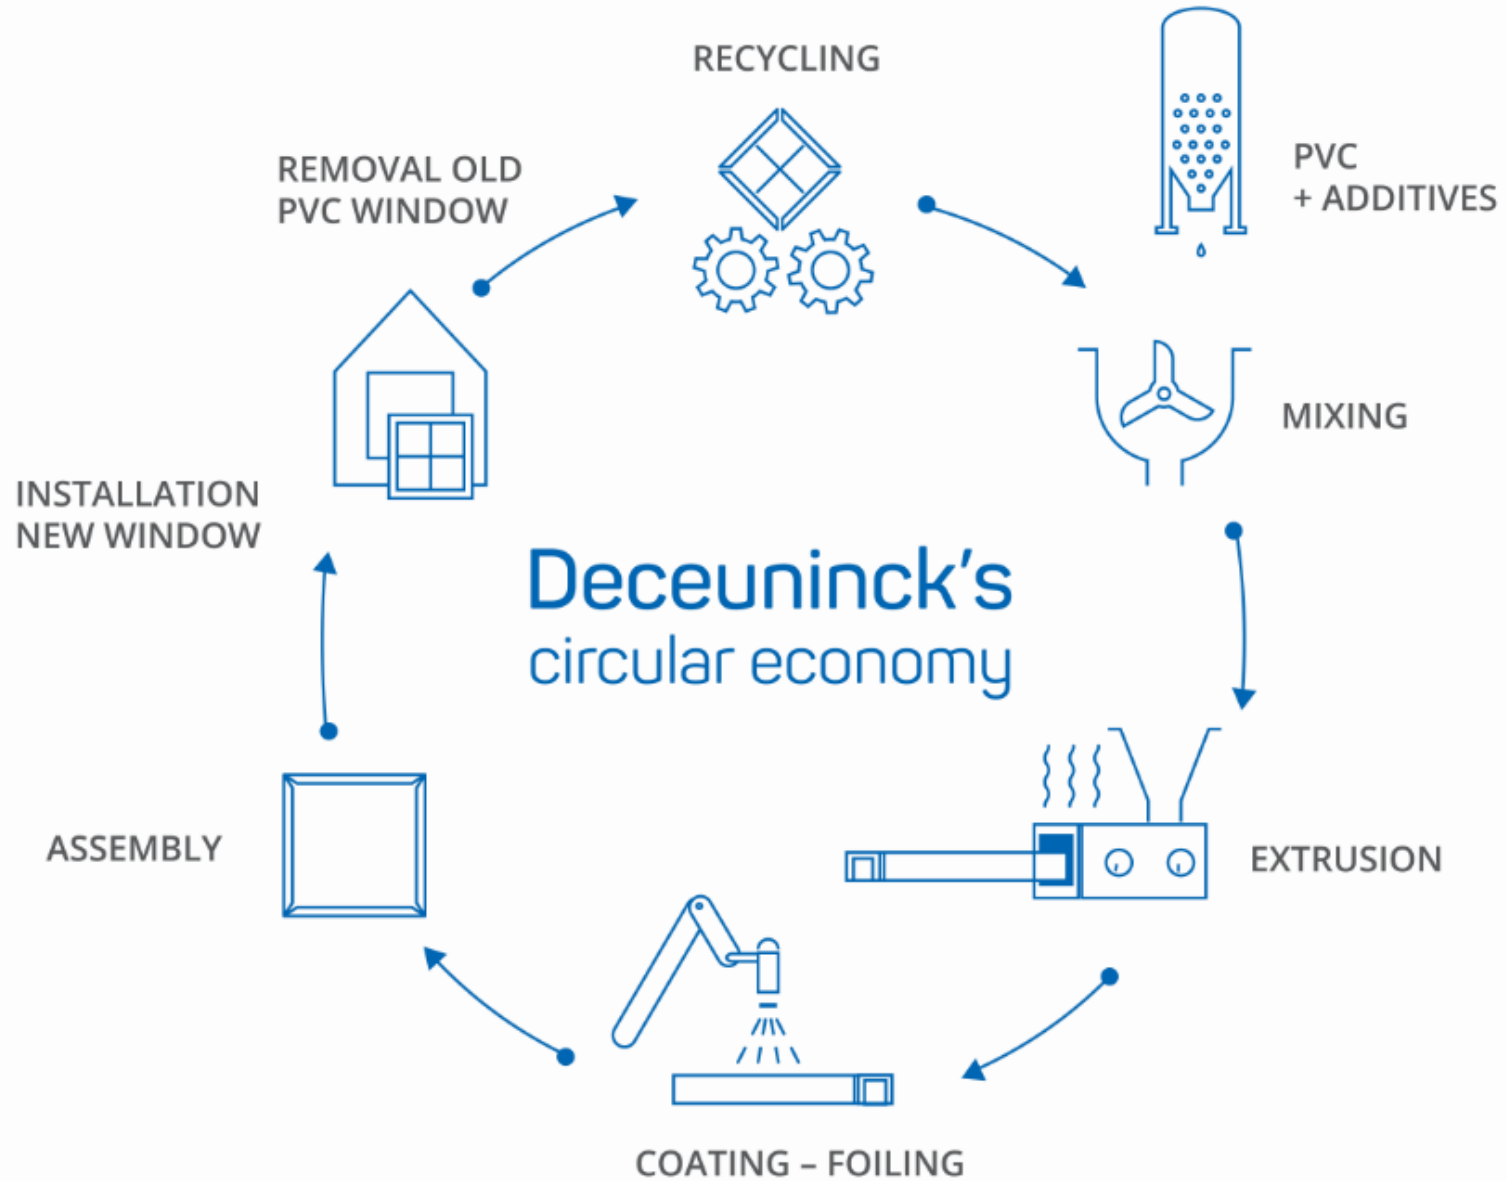 RECYCLING
PVC
+ ADDITIVES
REMOVAL OLD
PVC WINDOW
MIXING
INSTALLATION
NEW WINDOW
Deceuninck's
circular economy
ASSEMBLY
EXTRUSION
COATING – FOILING